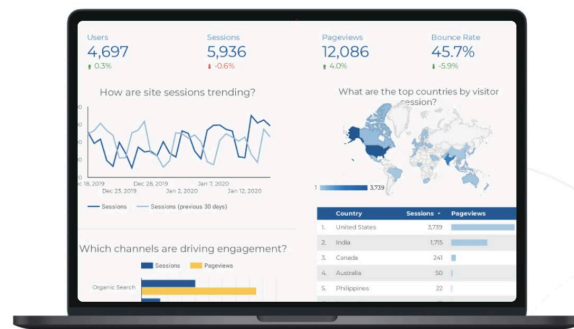 Users
4,697
0.3%
Sessions
5,936
-0.6%
Pageviews
12,086
4.0%
Bounce Rate
45.7%
-5.9%
How are site sessions trending?
18, 2019
Dec 23, 2019
Dec 28, 2019
Jan 2, 2020
Jan 7, 2020
Jan 12, 2020
Sessions
Sessions (previous 30 days)
What are the top countries by visitor
session?
1
3,739
Country Sessions Pageviews
1. United States 3,739
2. India 1,715
3. Canada 241
4. Australia 50
5. Philippines 22
Which channels are driving engagement?
Sessions
Pageviews
Organic Search